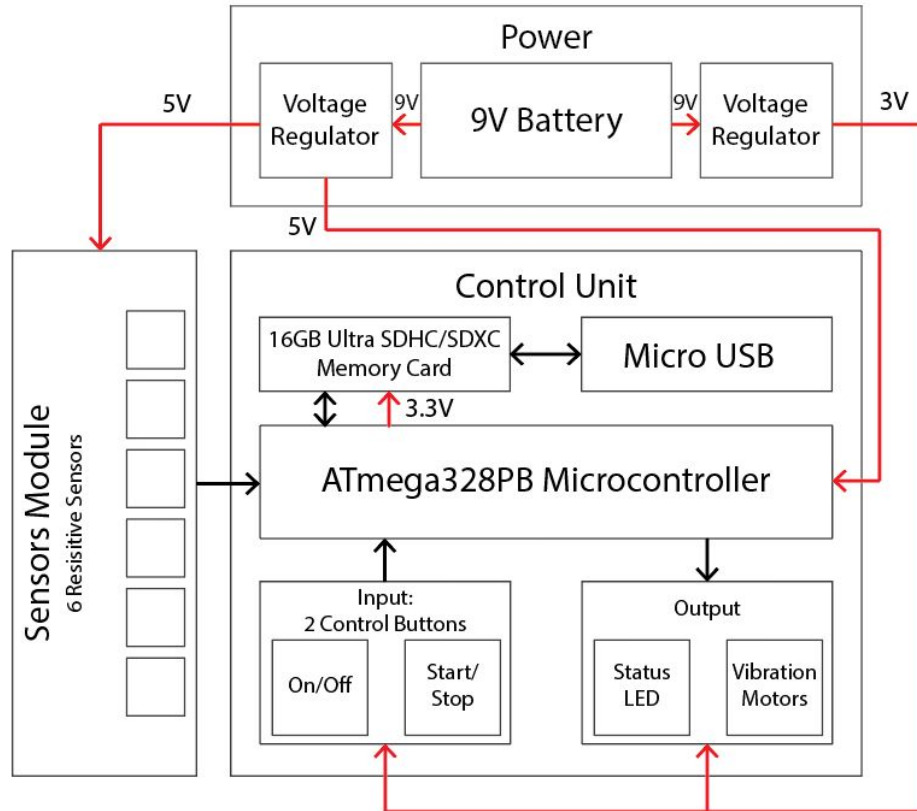 Power
5V
Voltage
Regulator
9V
9V Battery
9V
Voltage
Regulator
3V
5V
Control Unit
16GB Ultra SDHC/SDXC
Memory Card
Micro USB
3.3V
Sensors Module
6 Resisitive Sensors
ATmega328PB Microcontroller
Input:
2 Control Buttons
On/Off
Start/
Stop
Output
Status
LED
Vibration
Motors